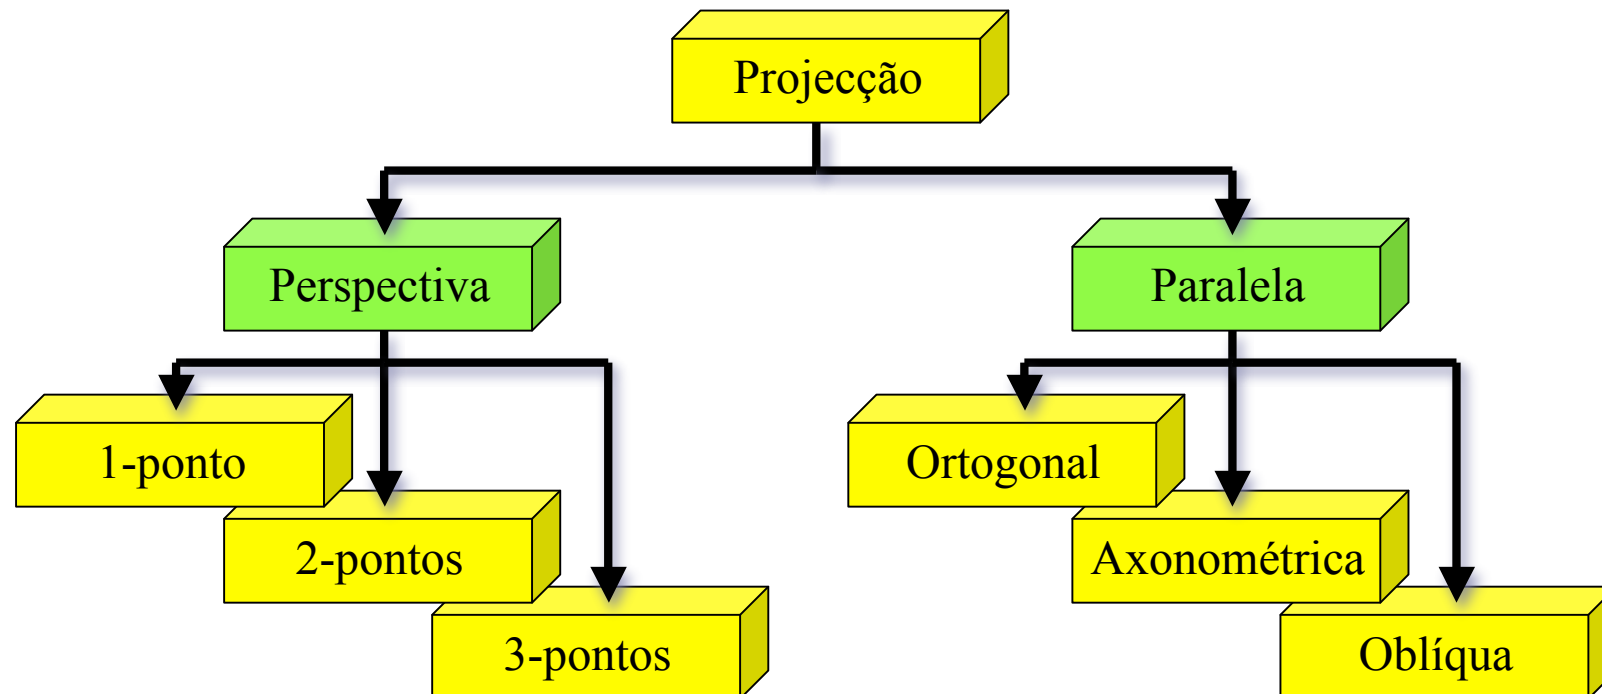 Projecção
Perspectiva
Paralela
1-ponto
2-pontos
3-pontos
Ortogonal
Axonométrica
Oblíqua